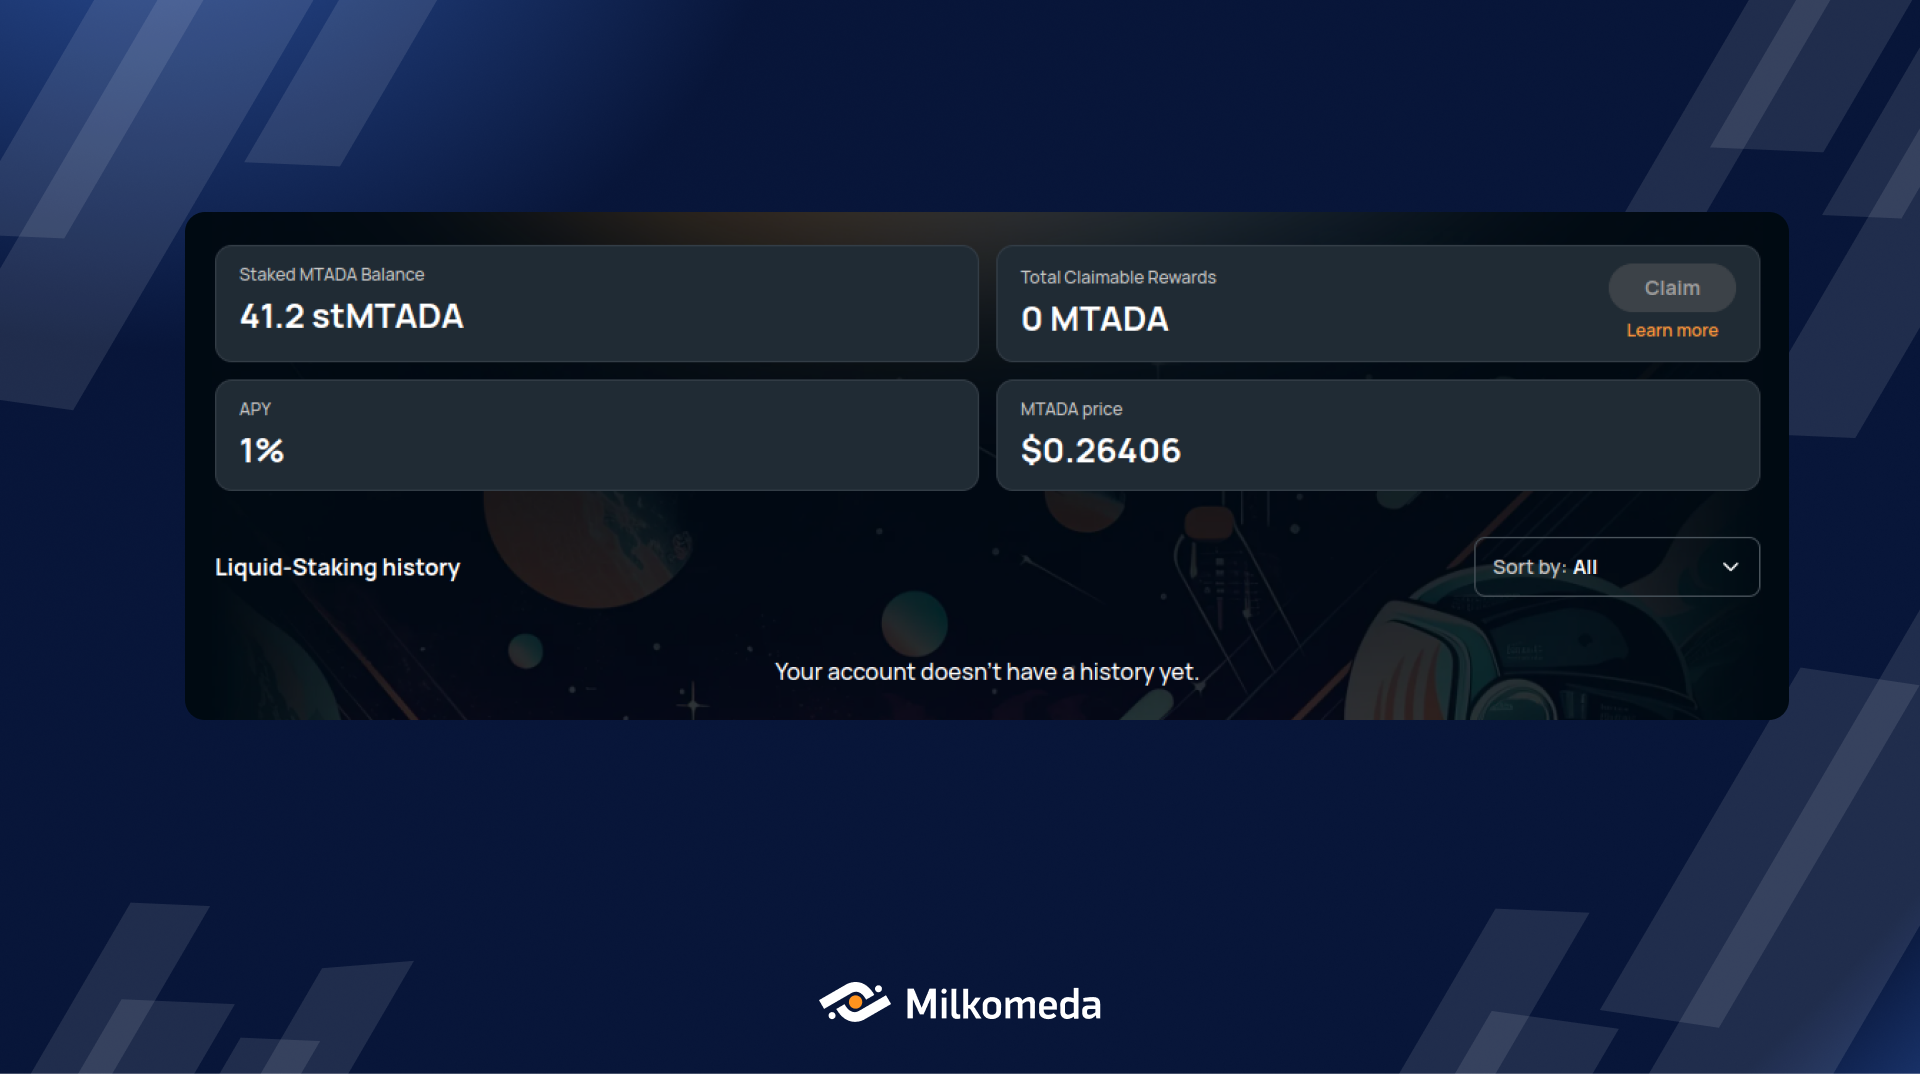 Staked MTADA Balance
41.2 stMTADA
Total Claimable Rewards
0 MTADA
Claim
Learn more
APY
1%
MTADA price
$0.26406
Liquid-Staking history
Sort by: All
Your account doesn't have a history yet.
Milkomeda